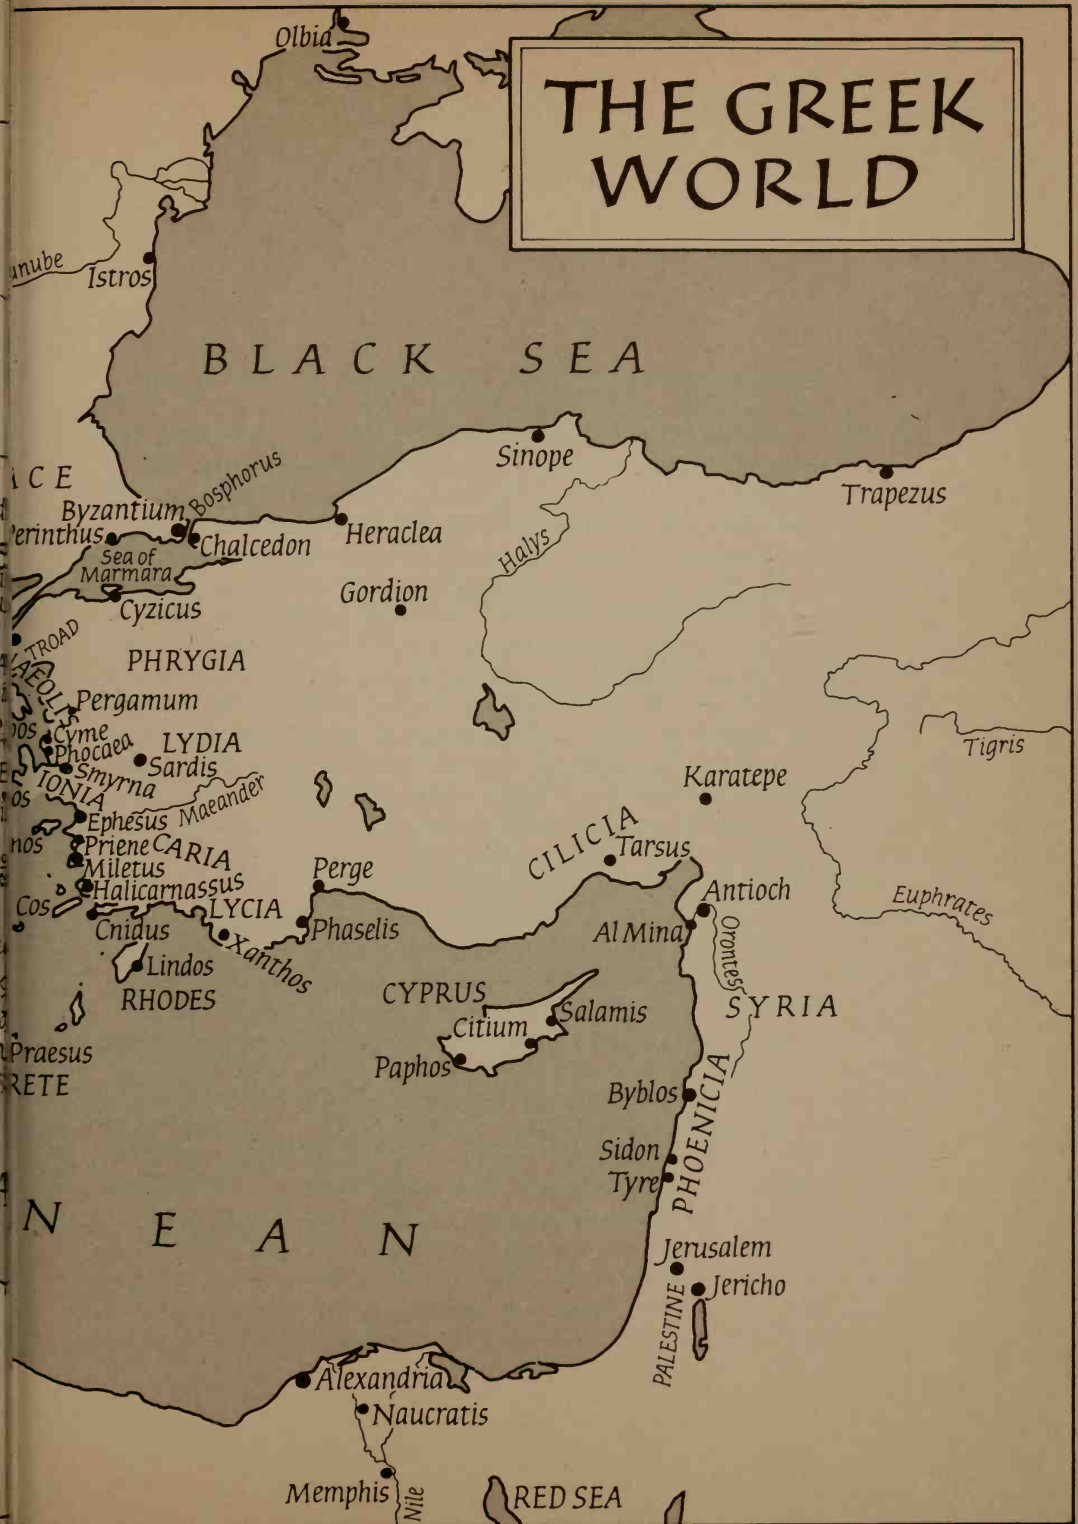 Olbia
THE GREEK
WORLD
Istros
BLACK SEA
Sinope
Trapezus
Bosphorus
Byzantium
Chalcedon
Heraclea
Halys
Sea of
Marmara
Cyzicus
Gordion
TROAD
PHRYGIA
AEOLIS
Pergamum
Cyme
Phocaea
LYDIA
Sardis
Smyrna
IONIA
Maeander
Tigris
Karatepe
Ephesus
Priene
CARIA
Miletus
Halicarnassus
Perge
CILICIA
Tarsus
Antioch
Euphrates
Cos
Cnidus
LYCIA
Xanthos
Phaselis
Al Mina
Orontes
Lindos
RHODES
CYPRUS
Salamis
Citium
Paphos
SYRIA
Praesus
RETE
Byblos
PHOENICIA
Sidon
Tyre
NEAN
Jerusalem
Jericho
PALESTINE
Alexandria
Naucratis
Memphis
Nile
RED SEA